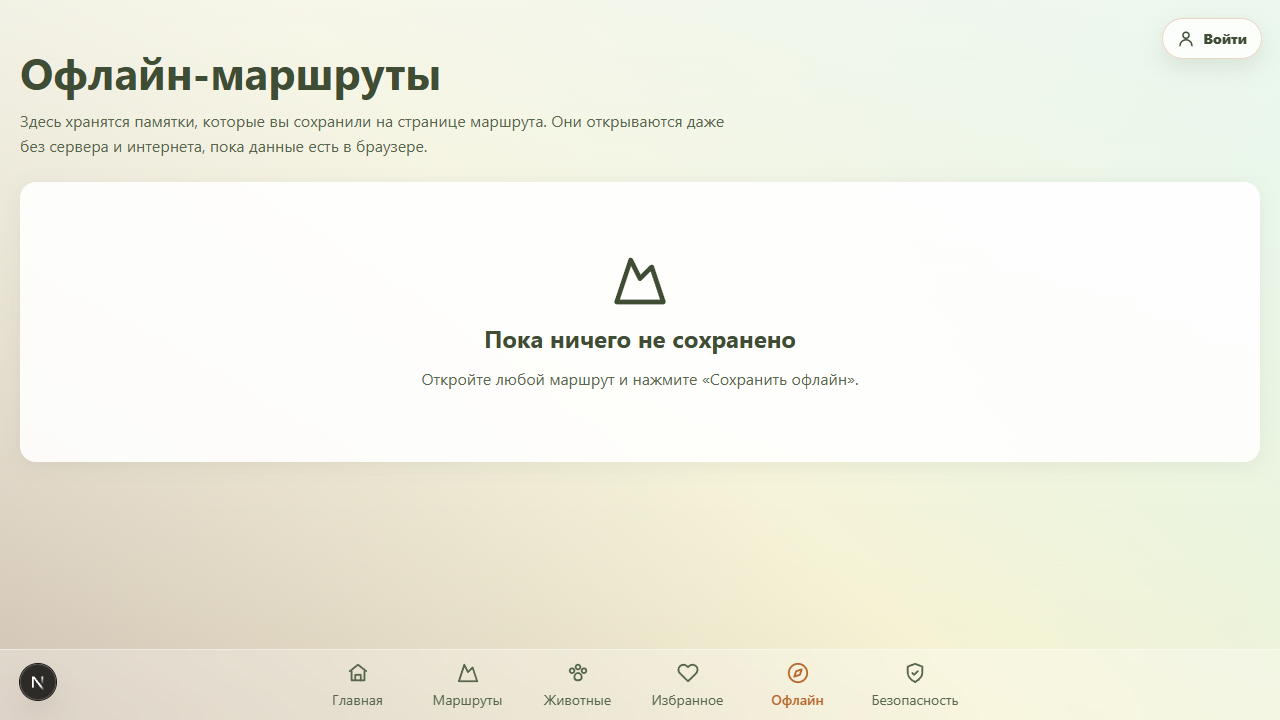 Войти
Офлайн-маршруты
Здесь хранятся памятки, которые вы сохранили на странице маршрута. Они открываются даже
без сервера и интернета, пока данные есть в браузере.
Пока ничего не сохранено
Откройте любой маршрут и нажмите «Сохранить офлайн».
N
Главная
Маршруты
Животные
Избранное
Офлайн
Безопасность